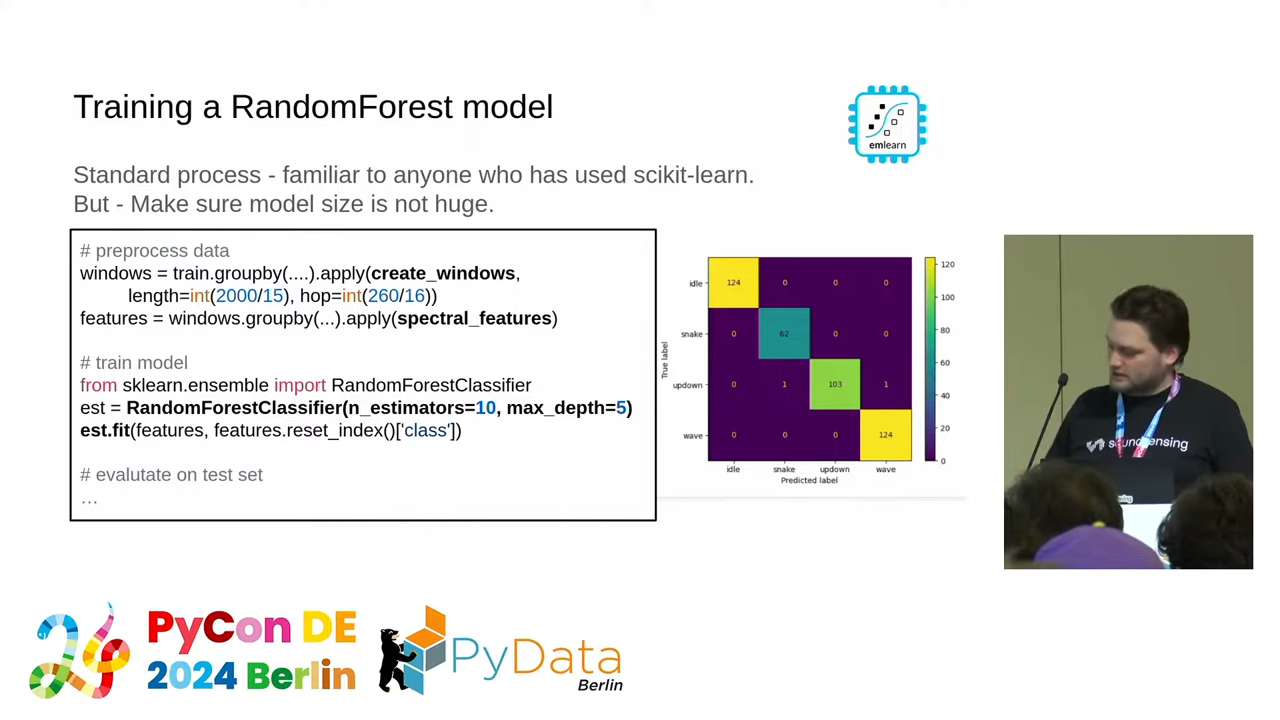 Training a RandomForest model
emlearn
Standard process - familiar to anyone who has used scikit-learn.
But - Make sure model size is not huge.
# preprocess data
windows = train.groupby(....).apply(create_windows,
length=int(2000/15), hop=int(260/16))
features = windows.groupby(...).apply(spectral_features)
# train model
from sklearn.ensemble import RandomForestClassifier
est = RandomForestClassifier(n_estimators=10, max_depth=5)
est.fit(features, features.reset_index()['class'])
# evalutate on test set
...
True label
idle
124 0 0 0
snake
0 62 0 0
updown
0 1 103 1
wave
0 0 0 124
idle snake updown wave
Predicted label
120
100
80
60
40
20
0
soundsensing
PyCon DE
2024 Berlin
PyData
Berlin